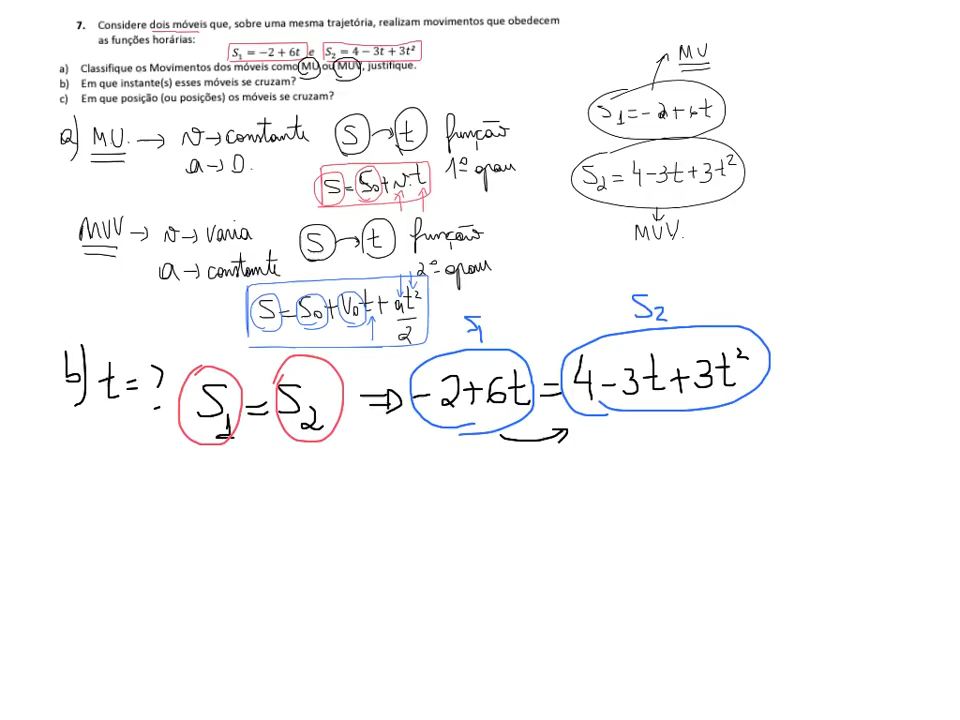 7. Considere dois móveis que, sobre uma mesma trajetória, realizam movimentos que obedecem
as funções horárias:
S₁ = −2 + 6t e S₂ = 4 − 3t + 3t²
a) Classifique os Movimentos dos móveis como MU ou MUV, justifique.
b) Em que instante(s) esses móveis se cruzam?
c) Em que posição (ou posições) os móveis se cruzam?
MU
S₁ = −2 + 6t
S₂ = 4 − 3t + 3t²
MUV.
a) MU. → v → constante S → t função
a → 0. 1º grau
S = S₀ + v.t
MUV → v → varia S → t função
a → constante 2º grau
S = S₀ + V₀t + at²/2
S₁ S₂
b) t = ? S₁ = S₂ ⇒ −2 + 6t = 4 − 3t + 3t²